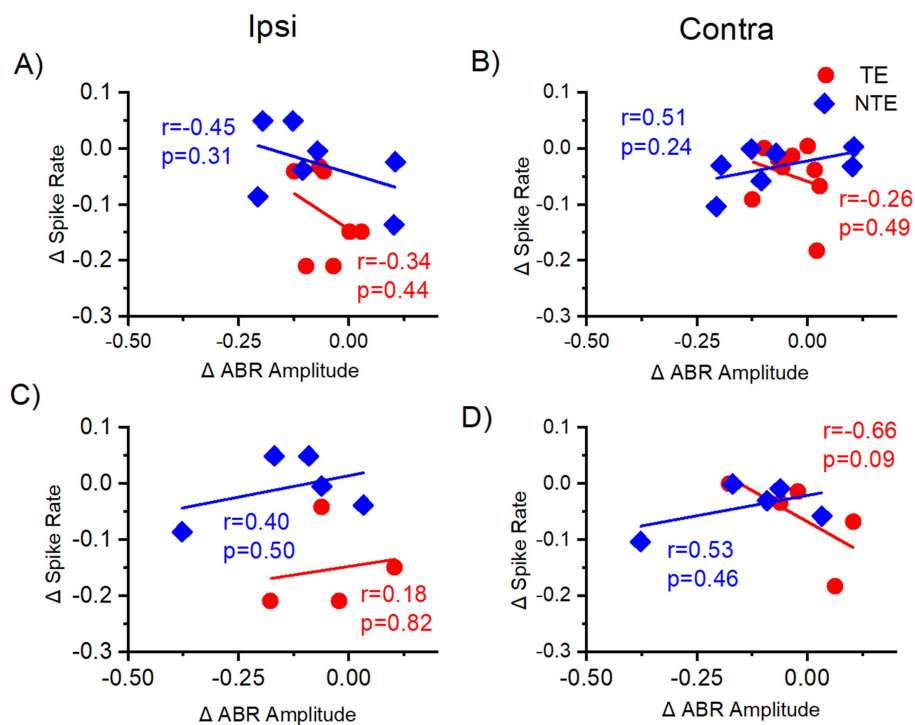 Ipsi
Contra
A)
B)
TE
NTE
0.1
0.0
-0.1
-0.2
-0.3
Δ Spike Rate
r=-0.45
p=0.31
r=-0.34
p=0.44
-0.50
-0.25
0.00
Δ ABR Amplitude
0.1
0.0
-0.1
-0.2
-0.3
Δ Spike Rate
r=0.51
p=0.24
r=-0.26
p=0.49
-0.50
-0.25
0.00
Δ ABR Amplitude
C)
D)
0.1
0.0
-0.1
-0.2
-0.3
Δ Spike Rate
r=0.40
p=0.50
r=0.18
p=0.82
-0.50
-0.25
0.00
Δ ABR Amplitude
0.1
0.0
-0.1
-0.2
-0.3
Δ Spike Rate
r=-0.66
p=0.09
r=0.53
p=0.46
-0.50
-0.25
0.00
Δ ABR Amplitude